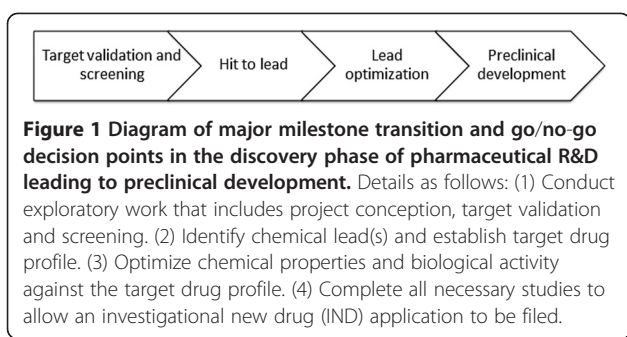 Target validation and
screening
Hit to lead
Lead
optimization
Preclinical
development
Figure 1 Diagram of major milestone transition and go/no-go
decision points in the discovery phase of pharmaceutical R&D
leading to preclinical development. Details as follows: (1) Conduct
exploratory work that includes project conception, target validation
and screening. (2) Identify chemical lead(s) and establish target drug
profile. (3) Optimize chemical properties and biological activity
against the target drug profile. (4) Complete all necessary studies to
allow an investigational new drug (IND) application to be filed.